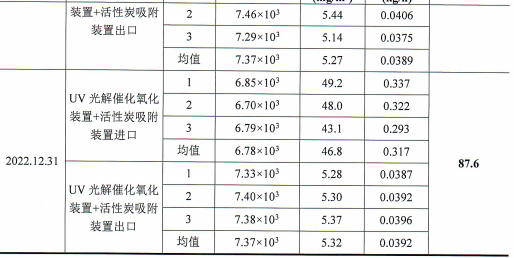 装置+活性炭吸附 2 7.46×10³ 5.44 0.0406
装置出口 3 7.29×10³ 5.14 0.0375
均值 7.37×10³ 5.27 0.0389
1 6.85×10³ 49.2 0.337
UV 光解催化氧化
2 6.70×10³ 48.0 0.322
装置+活性炭吸附
3 6.79×10³ 43.1 0.293
装置进口
均值 6.78×10³ 46.8 0.317
2022.12.31 87.6
1 7.33×10³ 5.28 0.0387
UV 光解催化氧化
2 7.40×10³ 5.30 0.0392
装置+活性炭吸附
3 7.38×10³ 5.37 0.0396
装置出口
均值 7.37×10³ 5.32 0.0392